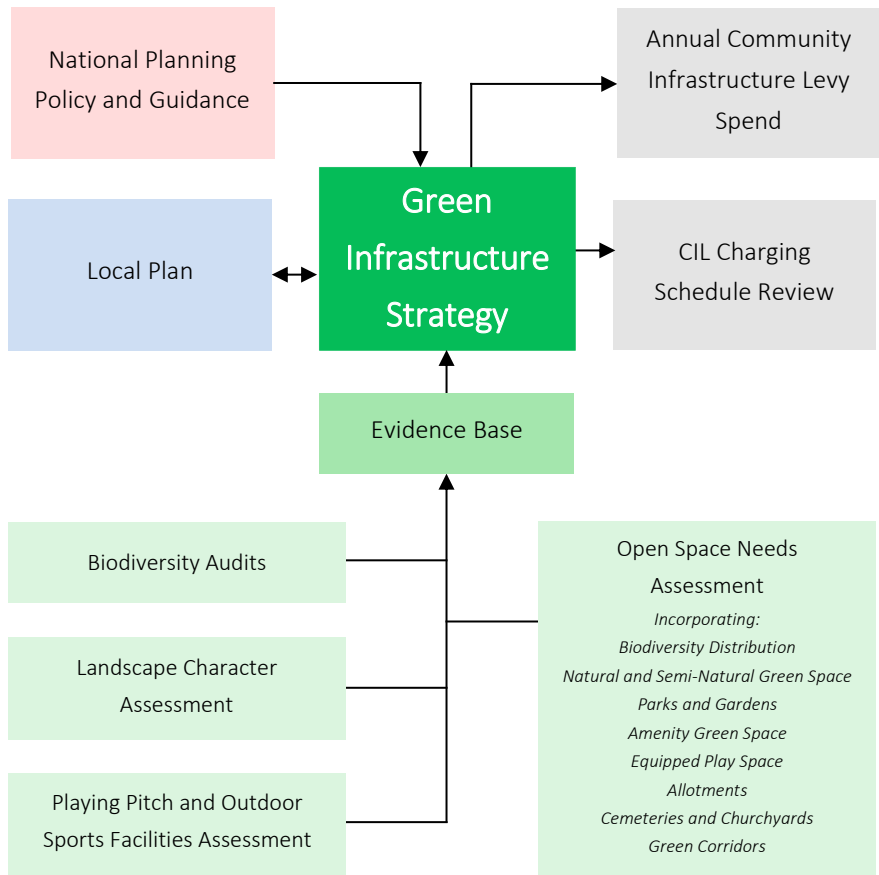 National Planning
Policy and Guidance
Annual Community
Infrastructure Levy
Spend
Green
Infrastructure
Strategy
Local Plan
CIL Charging
Schedule Review
Evidence Base
Biodiversity Audits
Landscape Character
Assessment
Playing Pitch and Outdoor
Sports Facilities Assessment
Open Space Needs
Assessment
Incorporating:
Biodiversity Distribution
Natural and Semi-Natural Green Space
Parks and Gardens
Amenity Green Space
Equipped Play Space
Allotments
Cemeteries and Churchyards
Green Corridors